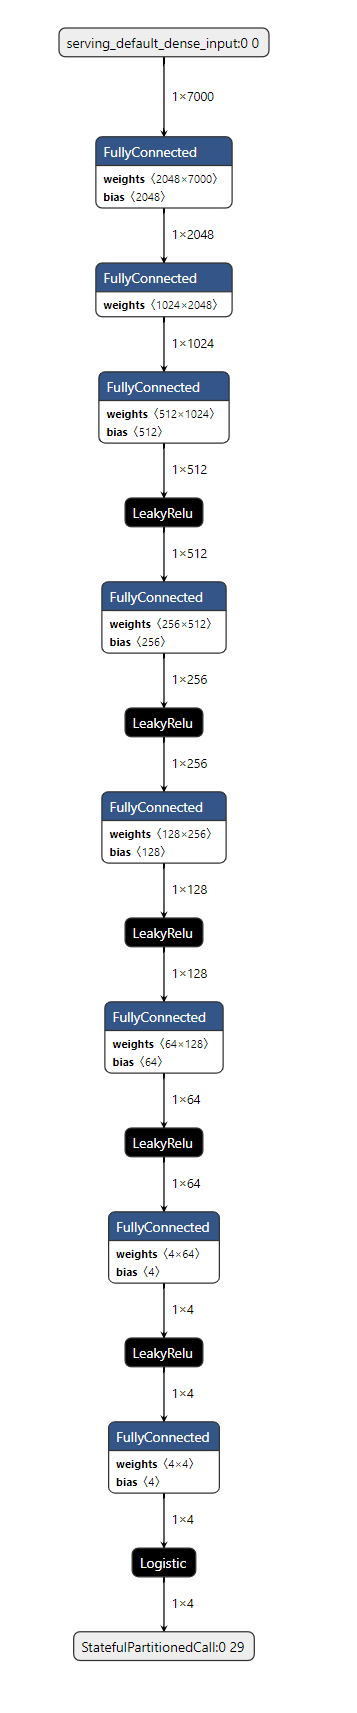 serving_default_dense_input:0 0
1×7000
FullyConnected
weights 〈2048×7000〉
bias 〈2048〉
1×2048
FullyConnected
weights 〈1024×2048〉
1×1024
FullyConnected
weights 〈512×1024〉
bias 〈512〉
1×512
LeakyRelu
1×512
FullyConnected
weights 〈256×512〉
bias 〈256〉
1×256
LeakyRelu
1×256
FullyConnected
weights 〈128×256〉
bias 〈128〉
1×128
LeakyRelu
1×128
FullyConnected
weights 〈64×128〉
bias 〈64〉
1×64
LeakyRelu
1×64
FullyConnected
weights 〈4×64〉
bias 〈4〉
1×4
LeakyRelu
1×4
FullyConnected
weights 〈4×4〉
bias 〈4〉
1×4
Logistic
1×4
StatefulPartitionedCall:0 29